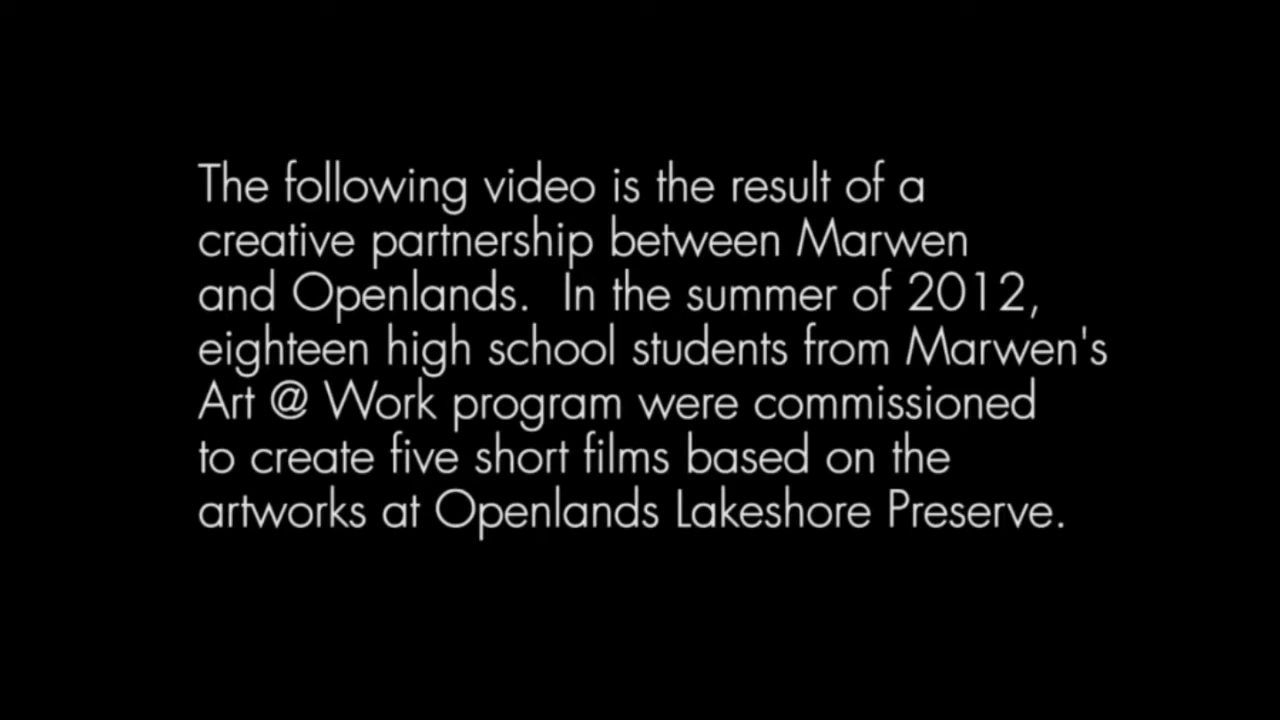 The following video is the result of a
creative partnership between Marwen
and Openlands.  In the summer of 2012,
eighteen high school students from Marwen's
Art @ Work program were commissioned
to create five short films based on the
artworks at Openlands Lakeshore Preserve.